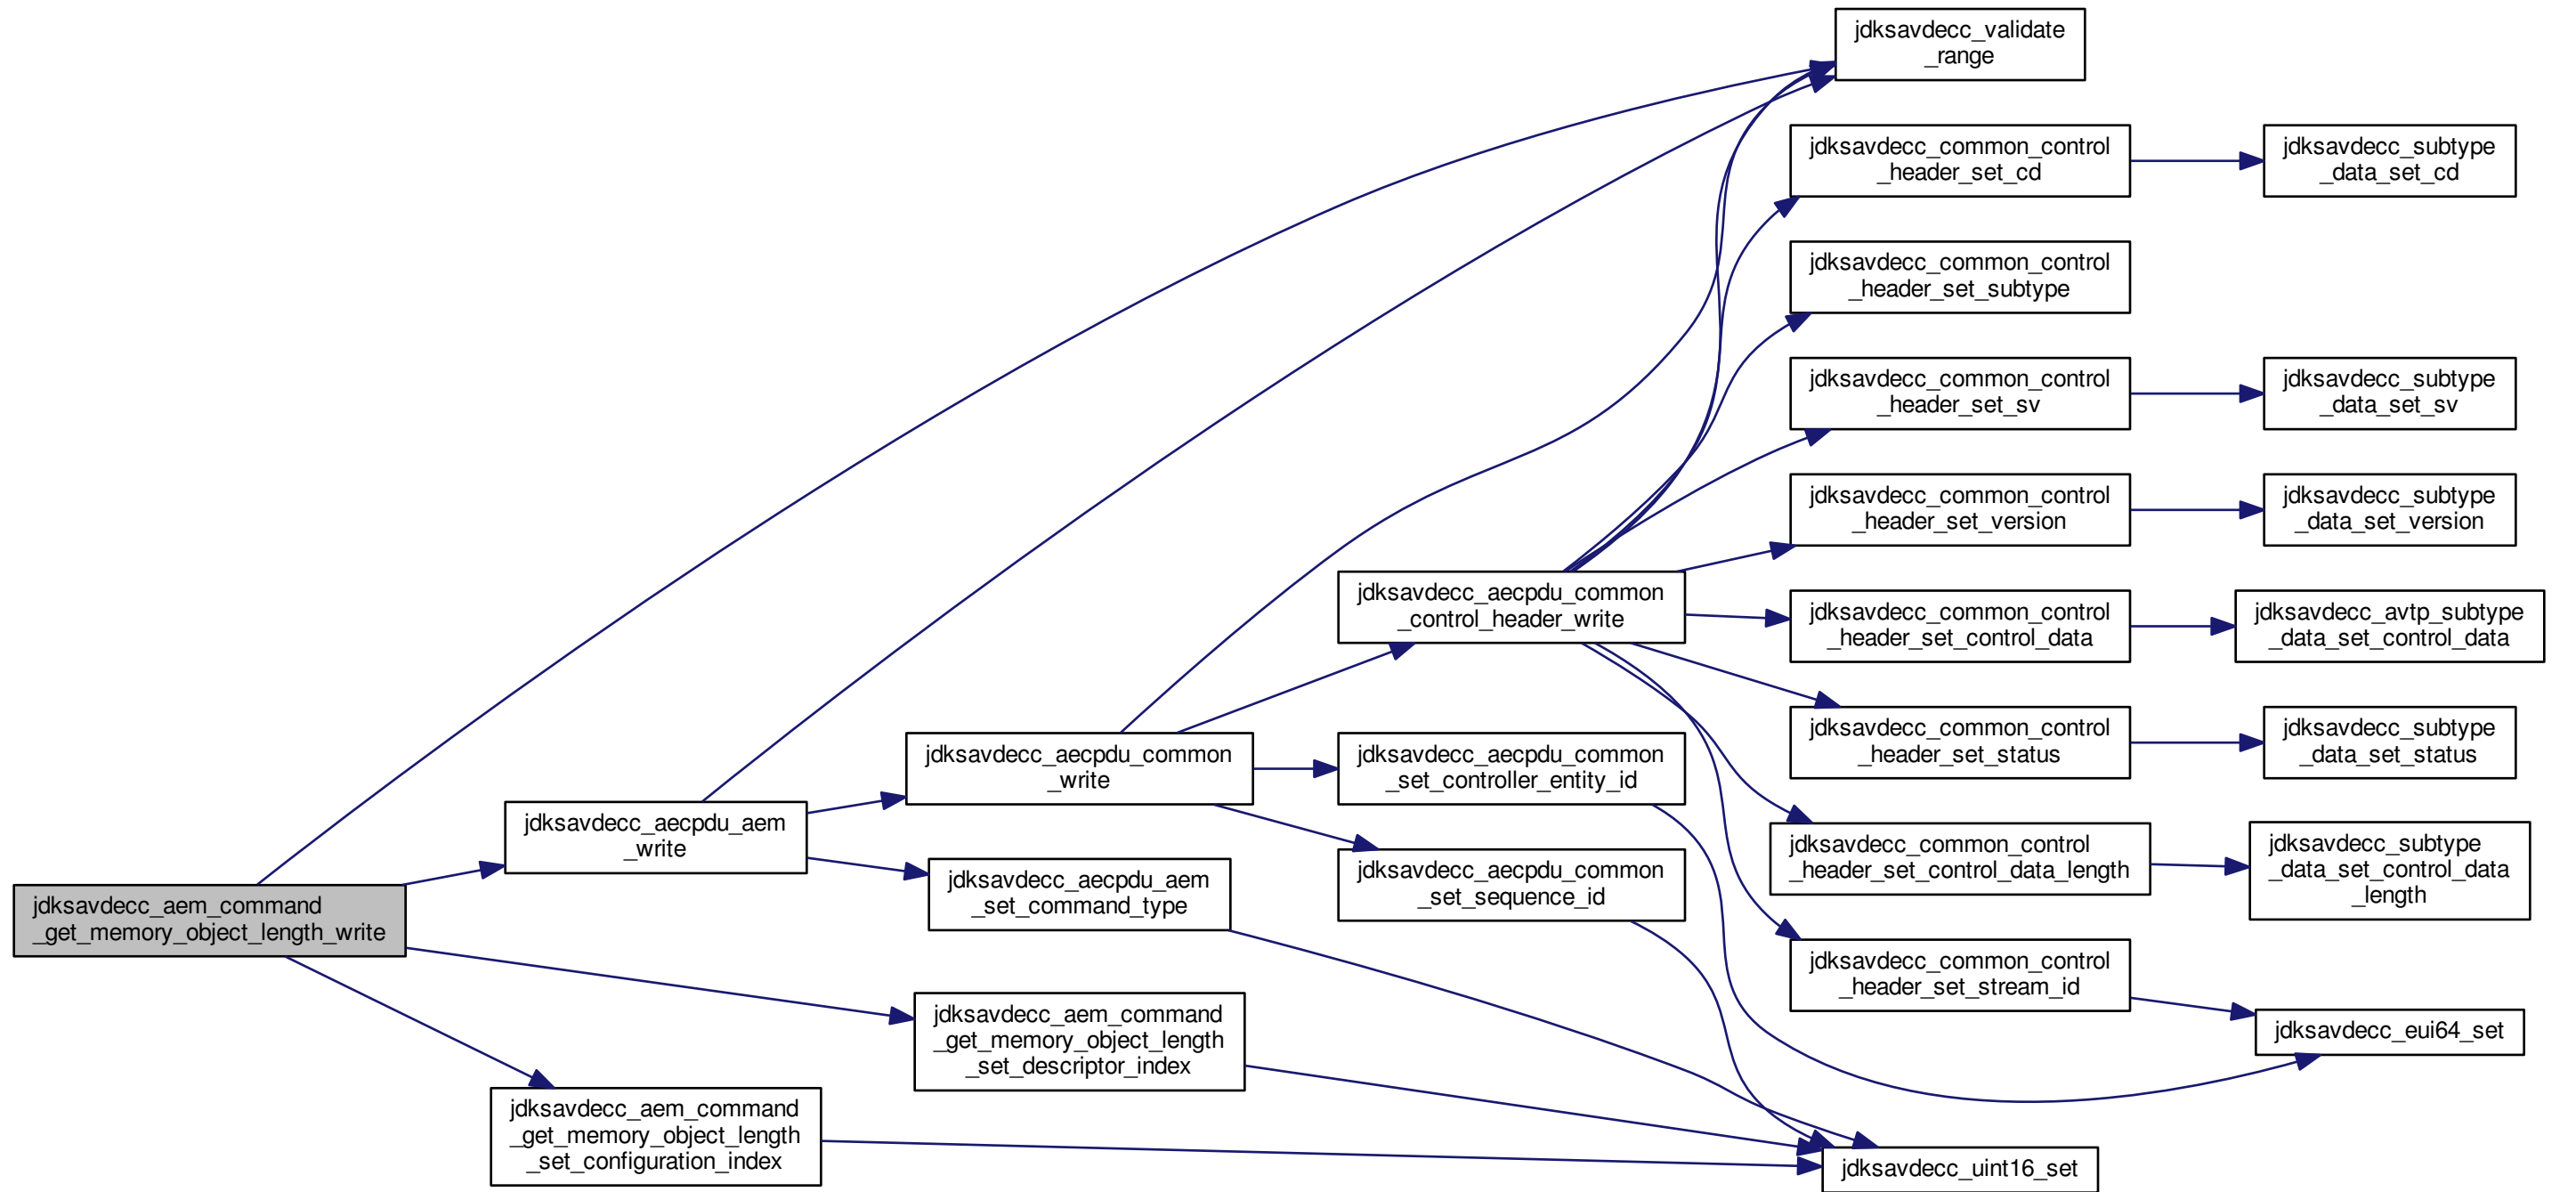 jdksavdecc_aem_command
_get_memory_object_length_write
jdksavdecc_aecpdu_aem
_write
jdksavdecc_aem_command
_get_memory_object_length
_set_configuration_index
jdksavdecc_aecpdu_common
_write
jdksavdecc_aecpdu_aem
_set_command_type
jdksavdecc_aem_command
_get_memory_object_length
_set_descriptor_index
jdksavdecc_aecpdu_common
_control_header_write
jdksavdecc_aecpdu_common
_set_controller_entity_id
jdksavdecc_aecpdu_common
_set_sequence_id
jdksavdecc_validate
_range
jdksavdecc_common_control
_header_set_cd
jdksavdecc_common_control
_header_set_subtype
jdksavdecc_common_control
_header_set_sv
jdksavdecc_common_control
_header_set_version
jdksavdecc_common_control
_header_set_control_data
jdksavdecc_common_control
_header_set_status
jdksavdecc_common_control
_header_set_control_data_length
jdksavdecc_common_control
_header_set_stream_id
jdksavdecc_uint16_set
jdksavdecc_subtype
_data_set_cd
jdksavdecc_subtype
_data_set_sv
jdksavdecc_subtype
_data_set_version
jdksavdecc_avtp_subtype
_data_set_control_data
jdksavdecc_subtype
_data_set_status
jdksavdecc_subtype
_data_set_control_data
_length
jdksavdecc_eui64_set